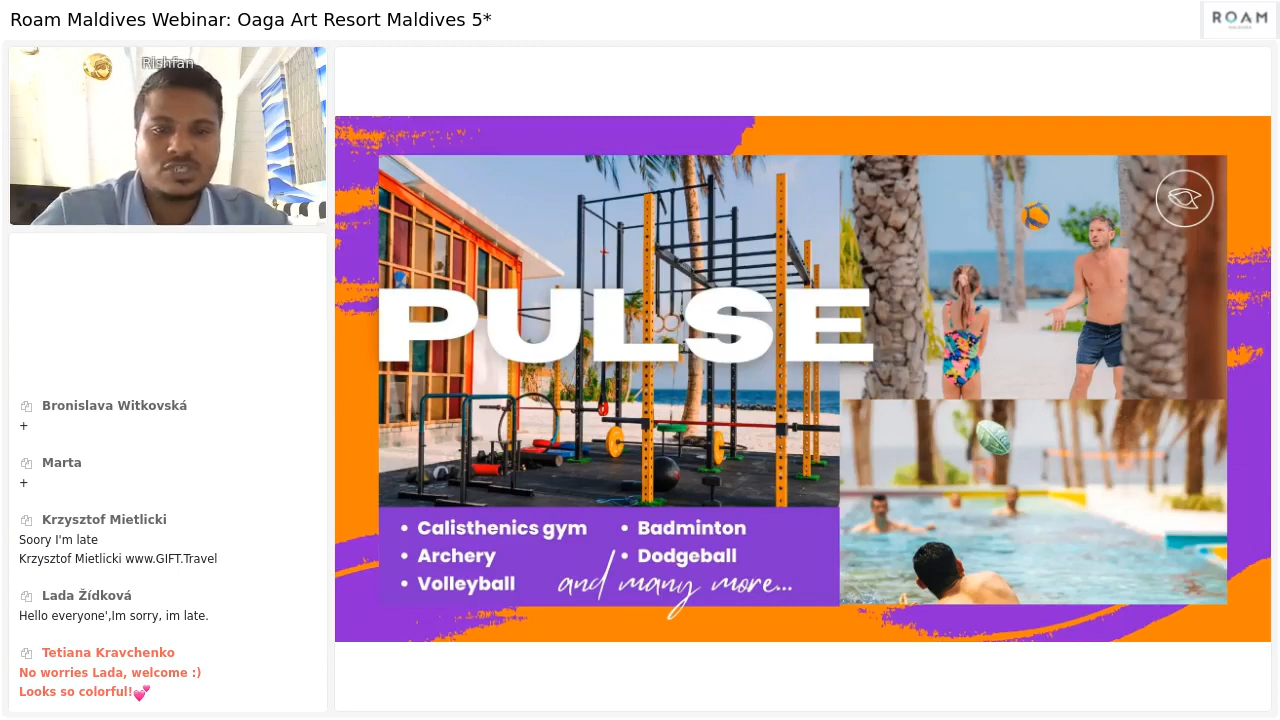 Roam Maldives Webinar: Oaga Art Resort Maldives 5*
ROAM
Rishfan
Bronislava Witkovská
+
Marta
+
Krzysztof Mietlicki
Soory I'm late
Krzysztof Mietlicki www.GIFT.Travel
Lada Žídková
Hello everyone',Im sorry, im late.
Tetiana Kravchenko
No worries Lada, welcome :)
Looks so colorful!💕
PULSE
• Calisthenics gym
• Archery
• Volleyball
• Badminton
• Dodgeball
and many more...